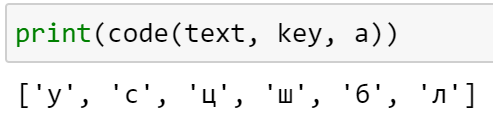 print(code(text, key, a))
['у', 'с', 'ц', 'ш', 'б', 'л']